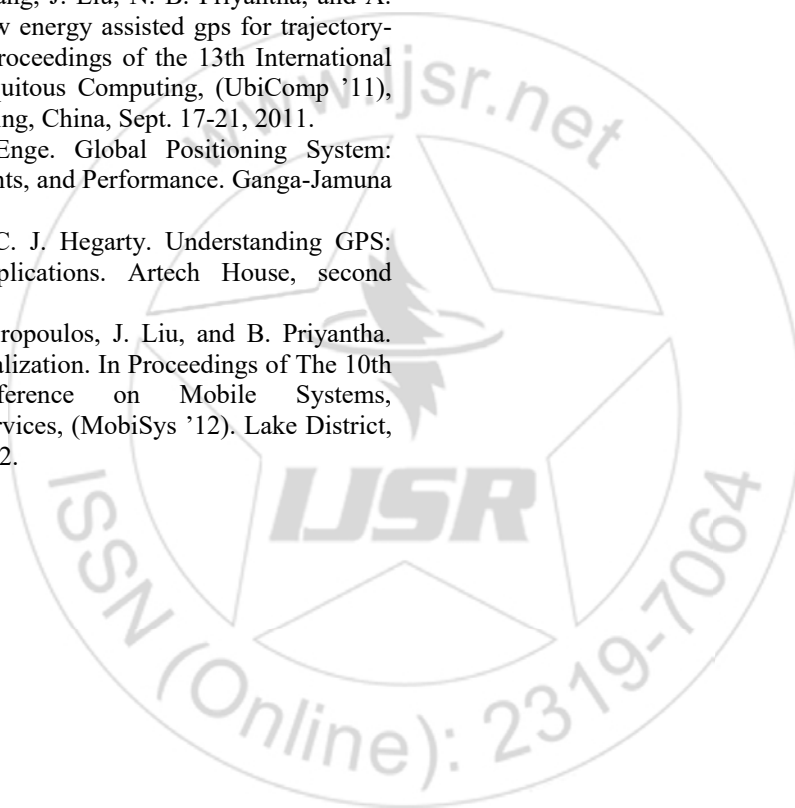 J. Liu, N. B. Priyantha, and A.
energy assisted gps for trajectory-
roceedings of the 13th International
quitous Computing, (UbiComp ’11),
ing, China, Sept. 17-21, 2011.
Enge. Global Positioning System:
nts, and Performance. Ganga-Jamuna
C. J. Hegarty. Understanding GPS:
plications. Artech House, second
ropoulos, J. Liu, and B. Priyantha.
alization. In Proceedings of The 10th
ference on Mobile Systems,
rvices, (MobiSys ’12). Lake District,
2.
www.ijsr.net
IJSR
ISSN (Online): 2319-7064